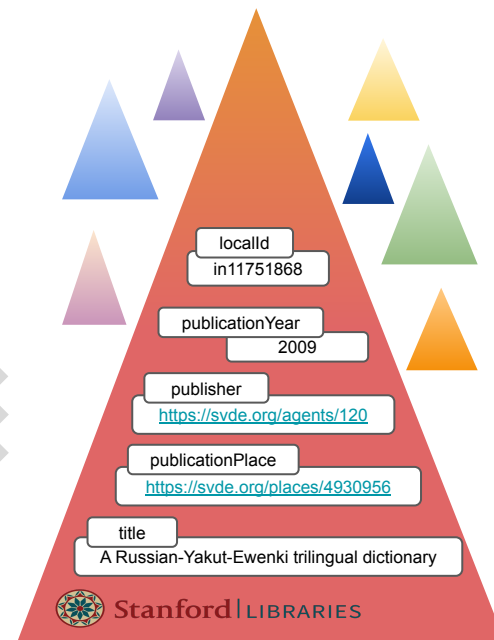 localId
in11751868
publicationYear
2009
publisher
https://svde.org/agents/120
publicationPlace
https://svde.org/places/4930956
title
A Russian-Yakut-Ewenki trilingual dictionary
Stanford | LIBRARIES